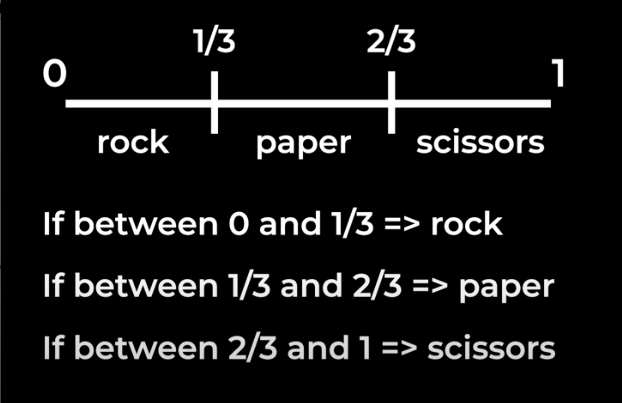 1/3 2/3
0 1
rock paper scissors
If between 0 and 1/3 => rock
If between 1/3 and 2/3 => paper
If between 2/3 and 1 => scissors